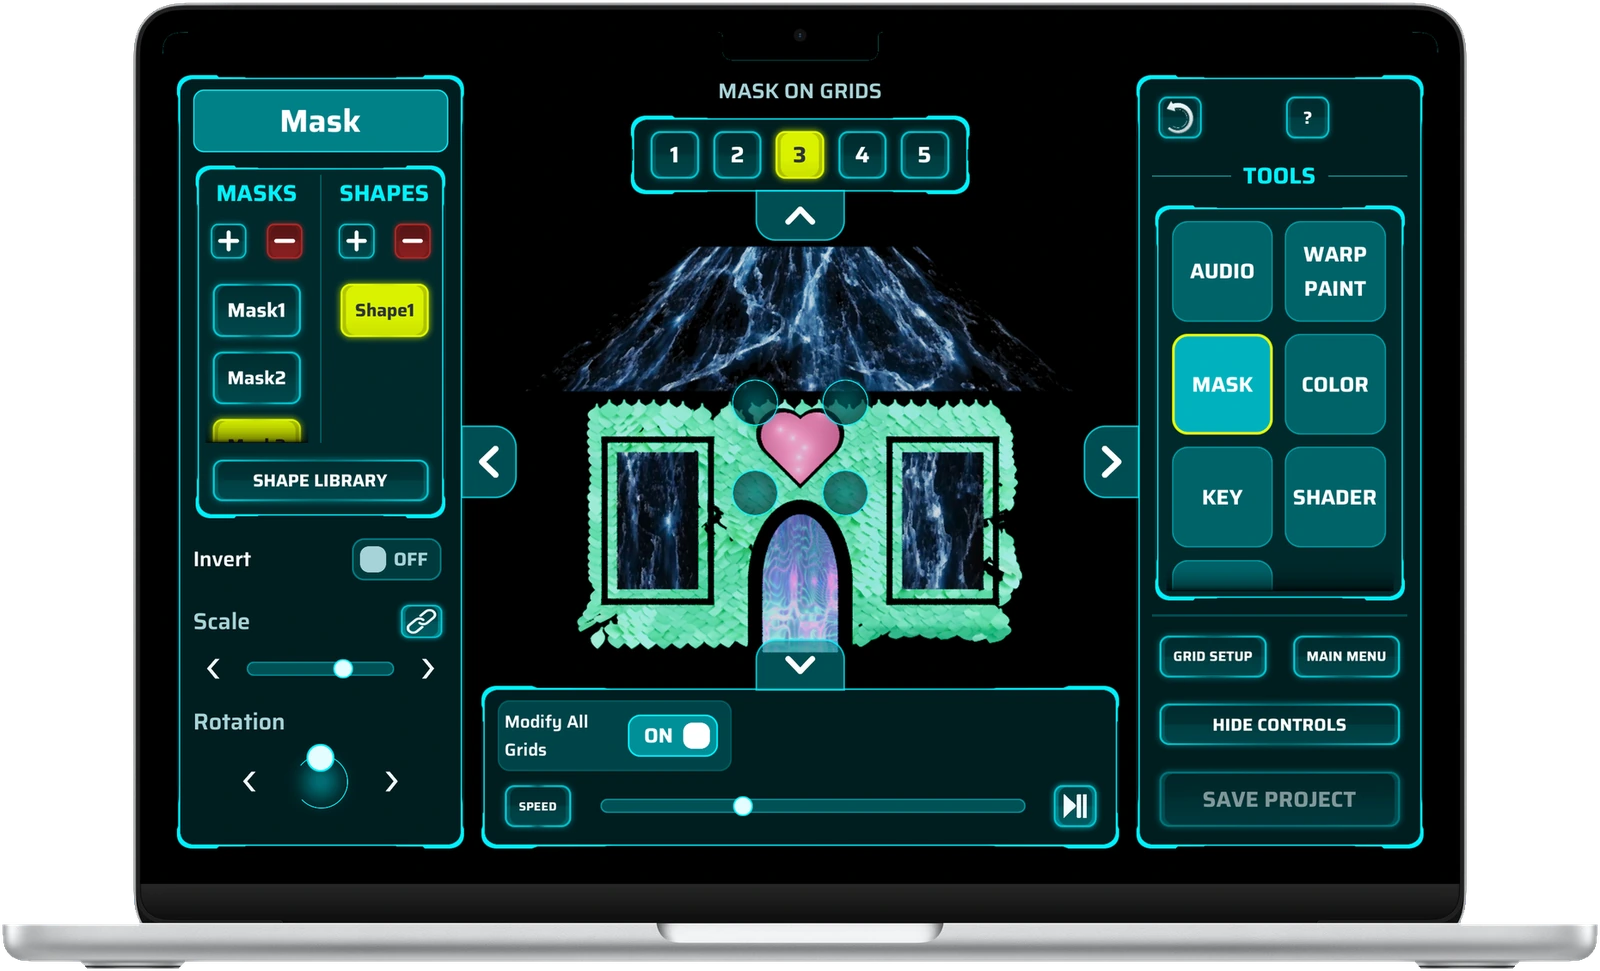 MASK ON GRIDS
1 2 3 4 5
Mask
MASKS SHAPES
Mask1 Shape1
Mask2
SHAPE LIBRARY
Invert OFF
Scale
Rotation
Modify All
Grids
ON
SPEED
?
TOOLS
AUDIO
WARP
PAINT
MASK COLOR
KEY SHADER
GRID SETUP MAIN MENU
HIDE CONTROLS
SAVE PROJECT